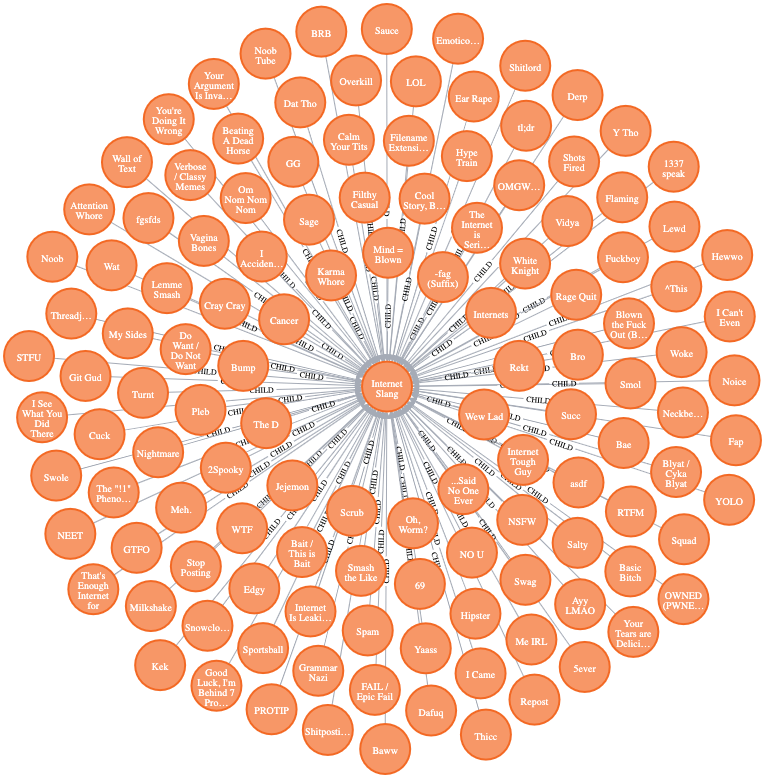 BRB
Sauce
Emotico...
Noob
Tube
Shitlord
Your
Argument
Is Inva...
Overkill
LOL
Ear Rape
Derp
Dat Tho
You're
Doing It
Wrong
Beating
A Dead
Horse
Calm
Your Tits
Filename
Extensi...
tl;dr
Y Tho
Wall of
Text
Verbose
/ Classy
Memes
GG
Hype
Train
Shots
Fired
1337
speak
Om
Nom Nom
Nom
Filthy
Casual
Cool
Story, B...
OMGW...
Flaming
Attention
Whore
fgsfds
Sage
The
Internet
is
Seri...
Vidya
Lewd
Vagina
Bones
I
Acciden...
Mind =
Blown
White
Knight
Fuckboy
Hewwo
Noob
Wat
Lemme
Smash
Karma
Whore
-fag
(Suffix)
Rage Quit
^This
Threadj...
My Sides
Cray Cray
Cancer
Internets
Blown
the Fuck
Out (B...
I Can't
Even
STFU
Git Gud
Do
Want /
Do Not
Want
Bump
Rekt
Bro
Woke
Turnt
Internet
Slang
Smol
Noice
I See
What You
Did
There
Cuck
Pleb
The D
Wew Lad
Succ
Neckbe...
Nightmare
Bae
Fap
Swole
The "!1"
Pheno...
2Spooky
Jejemon
...Said
No One
Ever
Internet
Tough
Guy
asdf
Blyat /
Cyka
Blyat
YOLO
NEET
Meh.
Scrub
Oh,
Worm?
NSFW
RTFM
GTFO
WTF
Squad
Bait /
This is
Bait
NO U
Salty
That's
Enough
Internet
for
Stop
Posting
Edgy
Smash
the Like
69
Swag
Basic
Bitch
Milkshake
Internet
Is Leaki...
Hipster
Ayy
LMAO
OWNED
(PWNE...
Snowclo...
Sportsball
Spam
Yaass
Me IRL
Your
Tears are
Delici...
Kek
Grammar
Nazi
I Came
5ever
Good
Luck, I'm
Behind 7
Pro...
FAIL /
Epic Fail
Repost
PROTIP
Dafuq
Shitposti...
Thicc
Baww
CHILD